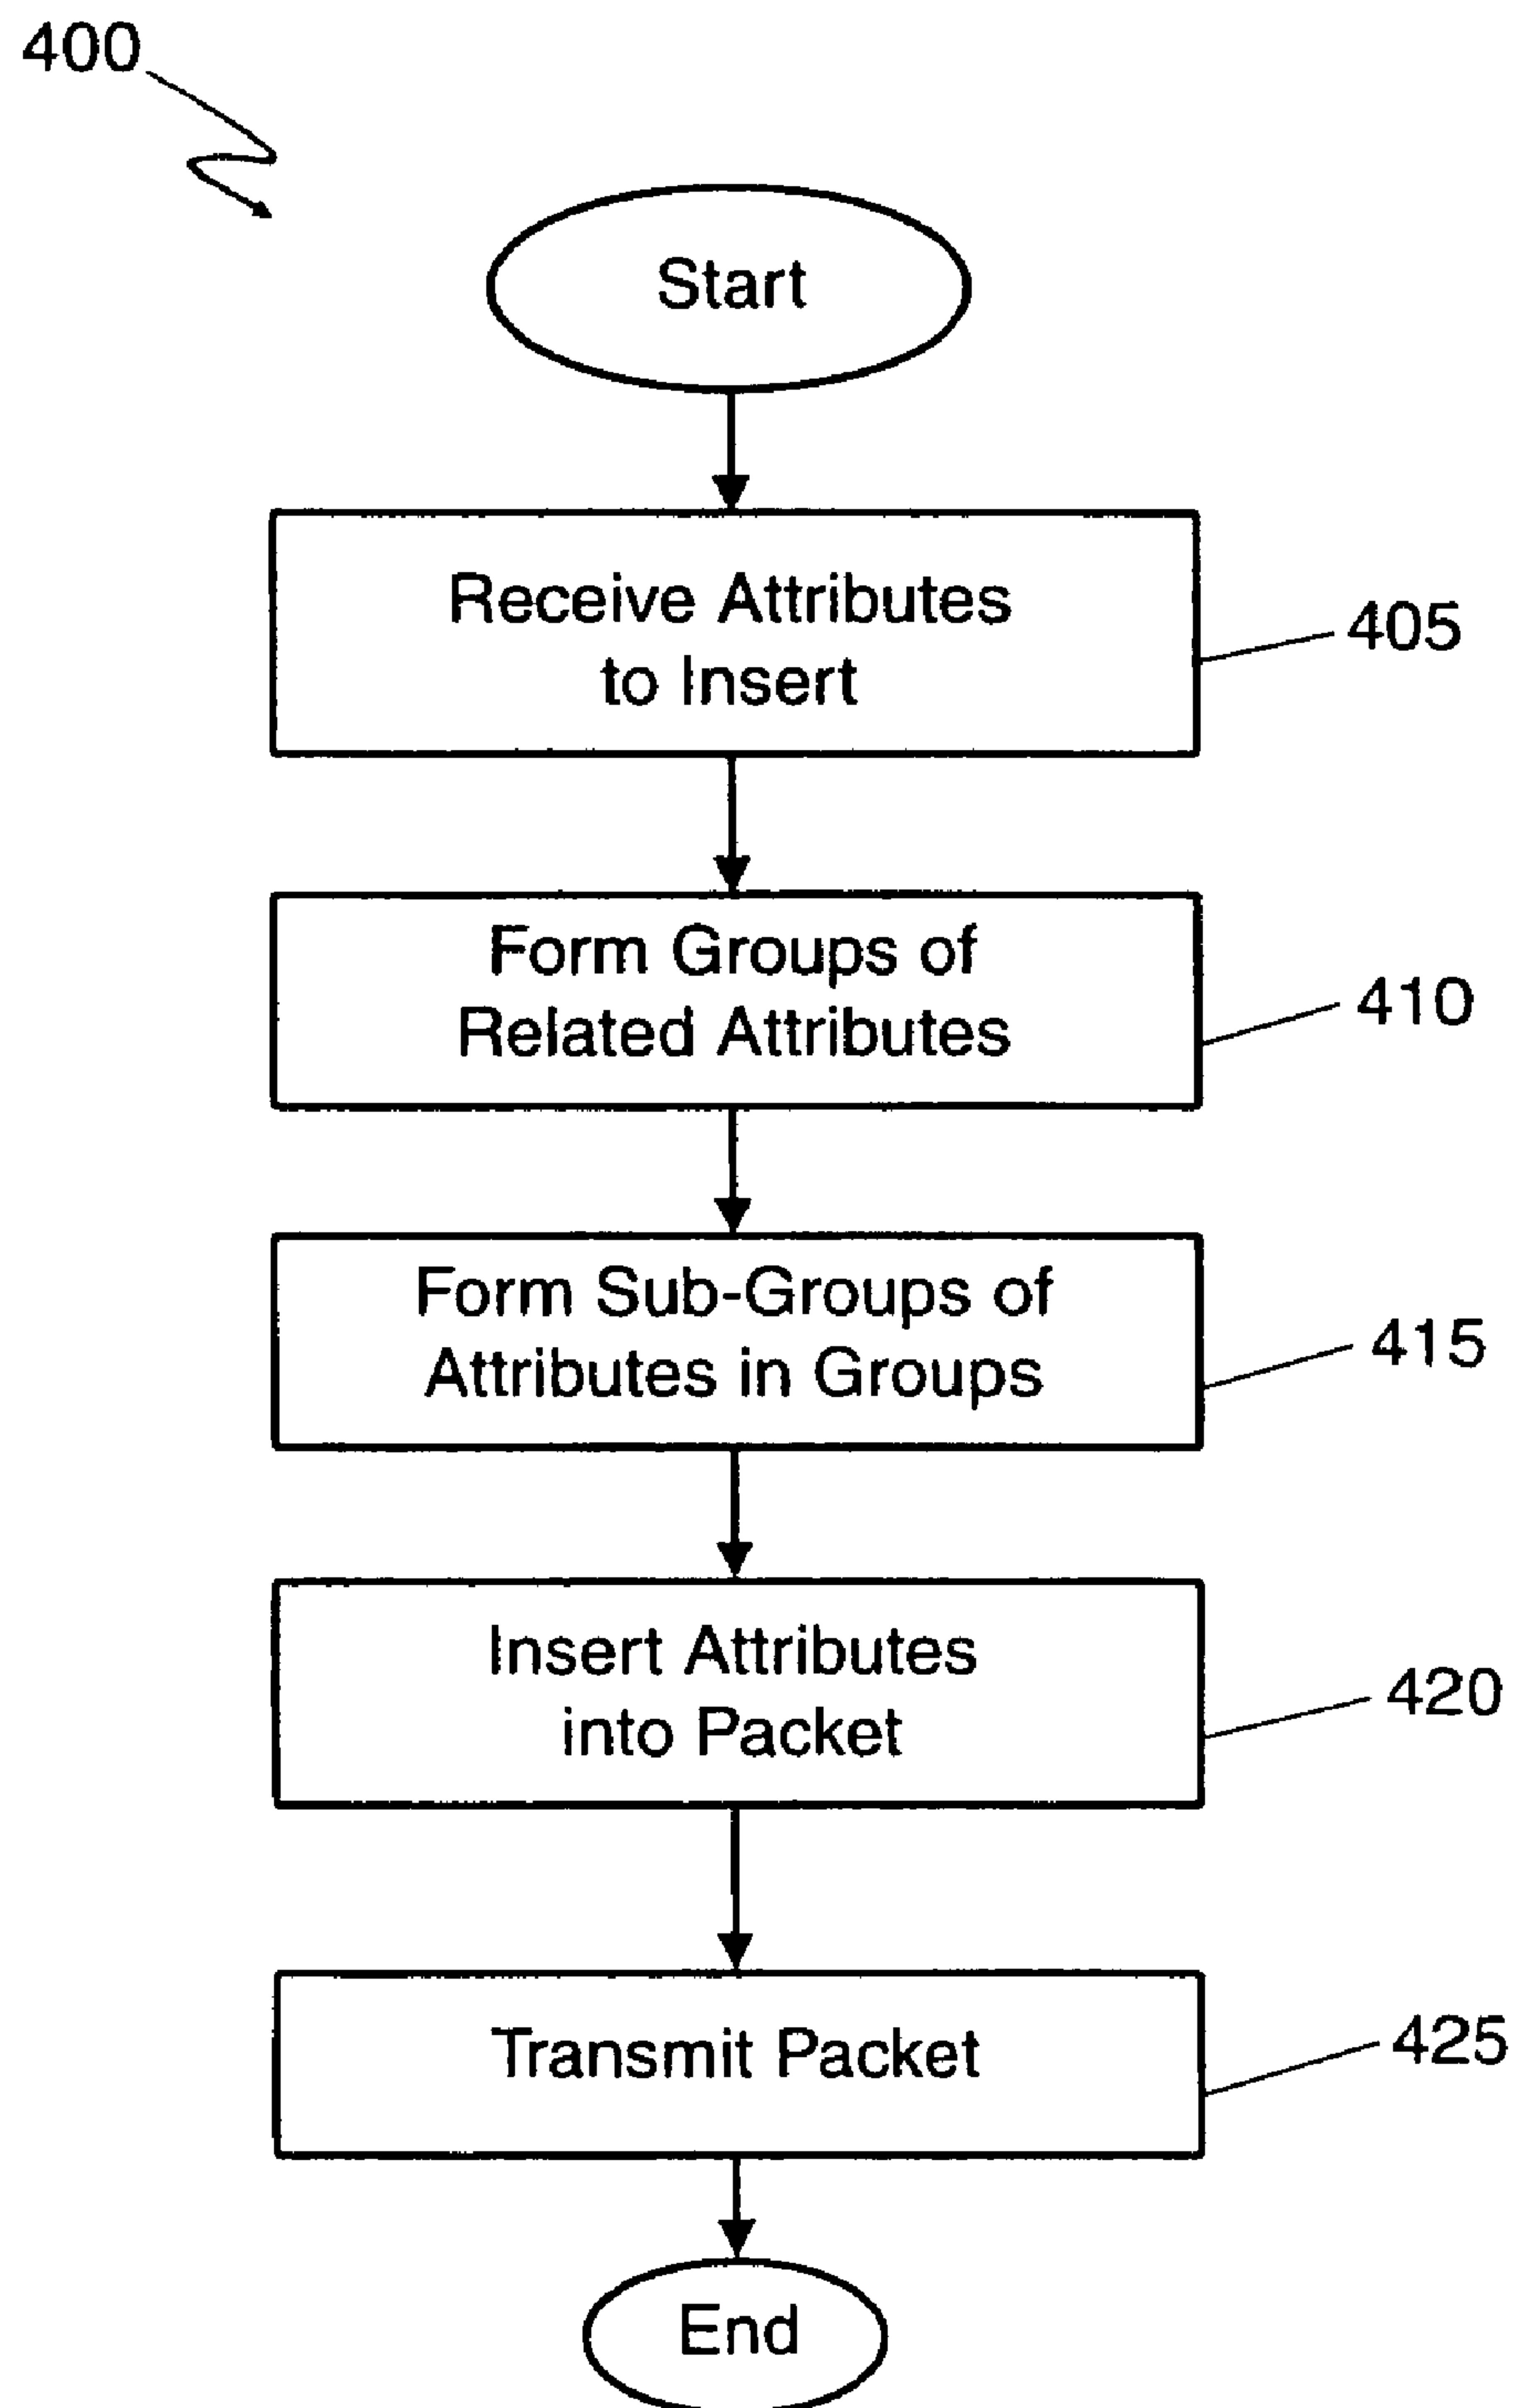 400
Start
Receive Attributes
to Insert
405
Form Groups of
Related Attributes
410
Form Sub-Groups of
Attributes in Groups
415
Insert Attributes
into Packet
420
Transmit Packet
425
End